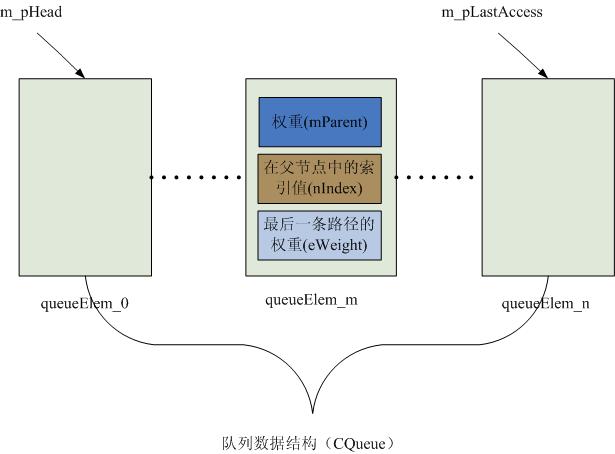 m_pHead
m_pLastAccess
权重(mParent)
在父节点中的索
引值(nIndex)
最后一条路径的
权重(eWeight)
queueElem_0
queueElem_m
queueElem_n
队列数据结构（CQueue）